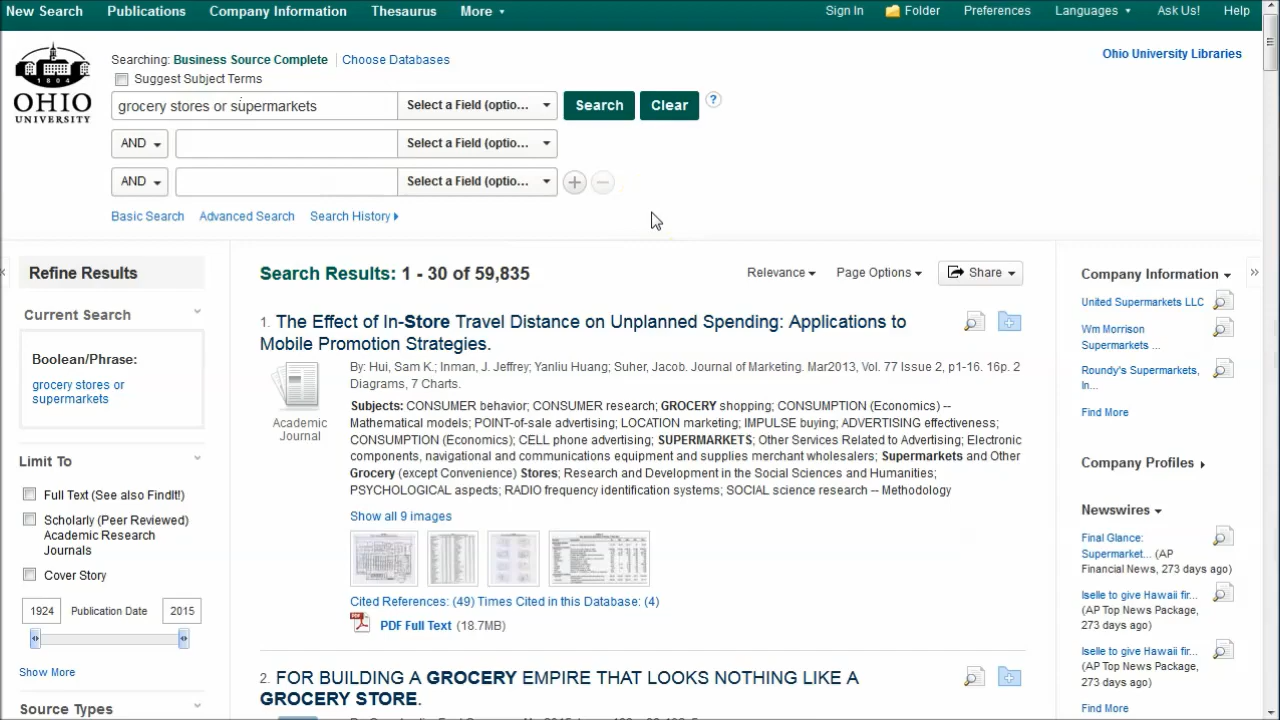 New Search Publications Company Information Thesaurus More Sign In Folder Preferences Languages Ask Us! Help
1804
OHIO
UNIVERSITY
Searching: Business Source Complete Choose Databases
Ohio University Libraries
Suggest Subject Terms
grocery stores or supermarkets Select a Field (optio... Search Clear ?
AND Select a Field (optio...
AND Select a Field (optio...
Basic Search Advanced Search Search History
Refine Results
Current Search
Boolean/Phrase:
grocery stores or
supermarkets
Limit To
Full Text (See also FindIt!)
Scholarly (Peer Reviewed)
Academic Research
Journals
Cover Story
1924 Publication Date 2015
Show More
Source Types
Search Results: 1 - 30 of 59,835
Relevance Page Options Share
1. The Effect of In-Store Travel Distance on Unplanned Spending: Applications to
Mobile Promotion Strategies.
Academic
Journal
By: Hui, Sam K.; Inman, J. Jeffrey; Yanliu Huang; Suher, Jacob. Journal of Marketing. Mar2013, Vol. 77 Issue 2, p1-16. 16p. 2
Diagrams, 7 Charts.
Subjects: CONSUMER behavior; CONSUMER research; GROCERY shopping; CONSUMPTION (Economics) --
Mathematical models; POINT-of-sale advertising; LOCATION marketing; IMPULSE buying; ADVERTISING effectiveness;
CONSUMPTION (Economics); CELL phone advertising; SUPERMARKETS; Other Services Related to Advertising; Electronic
components, navigational and communications equipment and supplies merchant wholesalers; Supermarkets and Other
Grocery (except Convenience) Stores; Research and Development in the Social Sciences and Humanities;
PSYCHOLOGICAL aspects; RADIO frequency identification systems; SOCIAL science research -- Methodology
Show all 9 images
Cited References: (49) Times Cited in this Database: (4)
PDF Full Text (18.7MB)
2. FOR BUILDING A GROCERY EMPIRE THAT LOOKS NOTHING LIKE A
GROCERY STORE.
Company Information
United Supermarkets LLC
Wm Morrison
Supermarkets ...
Roundy's Supermarkets,
In...
Find More
Company Profiles
Newswires
Final Glance:
Supermarket... (AP
Financial News, 273 days ago)
Iselle to give Hawaii fir...
(AP Top News Package,
273 days ago)
Iselle to give Hawaii fir...
(AP Top News Package,
273 days ago)
Find More